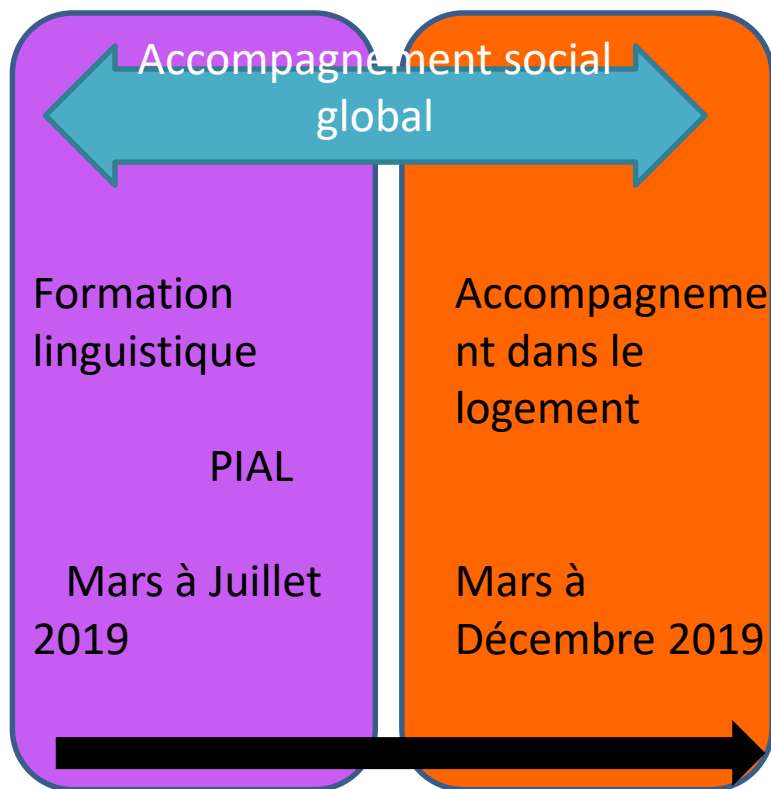 Accompagnement social
global
Formation
linguistique
PIAL
Mars à Juillet
2019
Accompagneme
nt dans le
logement
Mars à
Décembre 2019